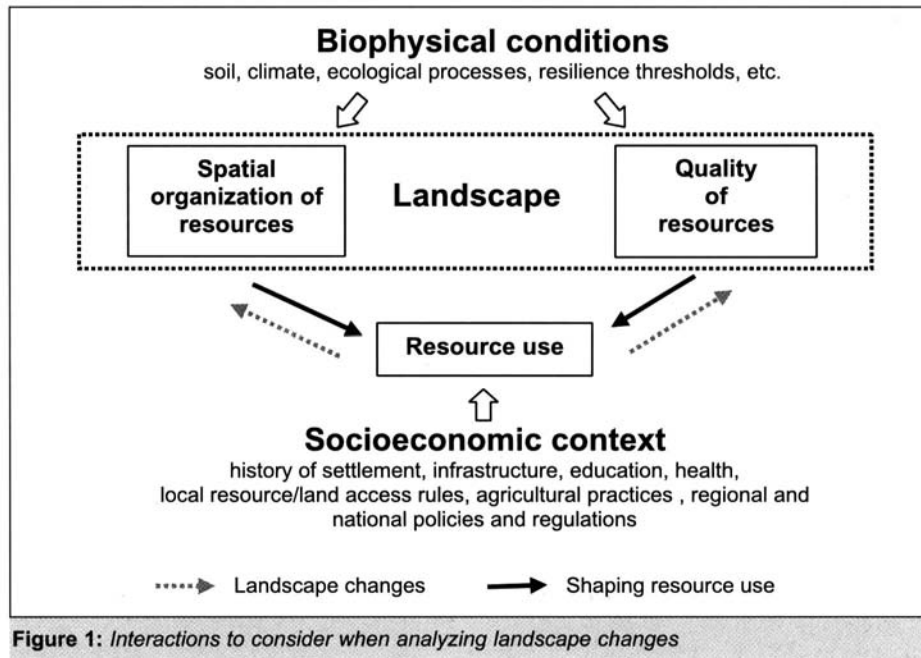 Biophysical conditions
soil, climate, ecological processes, resilience thresholds, etc.
Spatial
organization of
resources
Landscape
Quality
of
resources
Resource use
Socioeconomic context
history of settlement, infrastructure, education, health,
local resource/land access rules, agricultural practices , regional and
national policies and regulations
Landscape changes
Shaping resource use
Figure 1: Interactions to consider when analyzing landscape changes